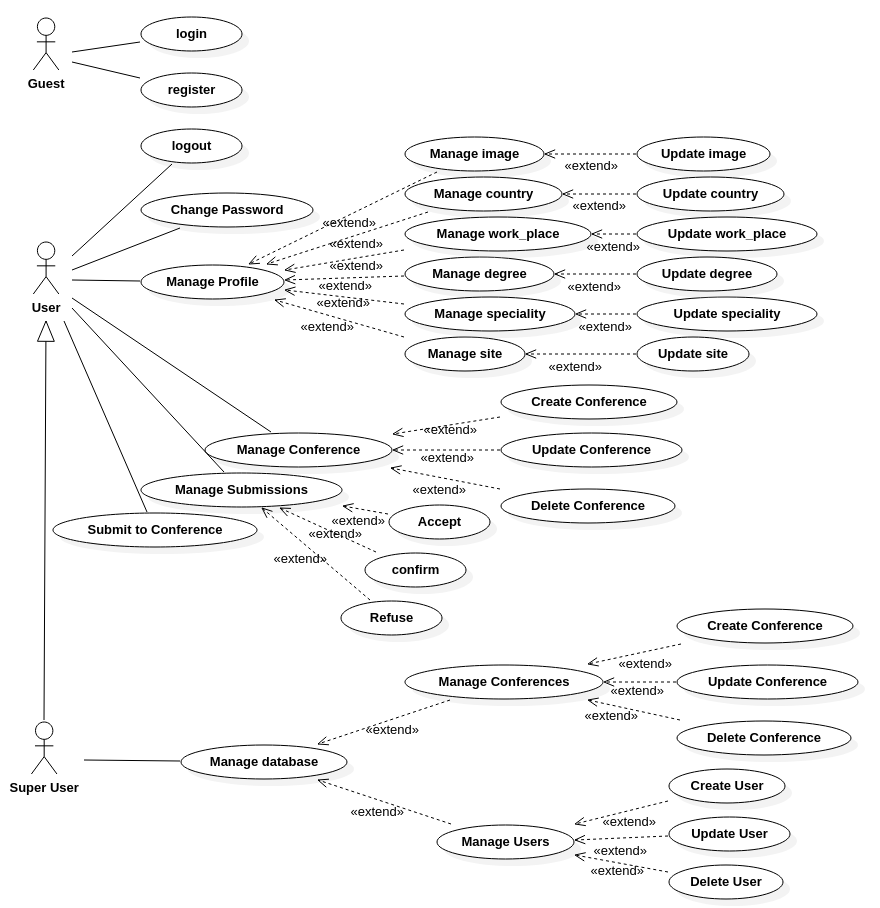 login
Guest
register
logout
Manage image
«extend»
Update image
Change Password
Manage country
«extend»
Update country
«extend»
Manage work_place
«extend»
Update work_place
«extend»
«extend»
User
Manage Profile
Manage degree
«extend»
Update degree
«extend»
«extend»
Manage speciality
«extend»
Update speciality
«extend»
Manage site
«extend»
Update site
Create Conference
«extend»
Manage Conference
«extend»
Update Conference
«extend»
Delete Conference
Manage Submissions
Submit to Conference
«extend»
Accept
«extend»
«extend»
confirm
Refuse
Create Conference
«extend»
Manage Conferences
«extend»
Update Conference
«extend»
Delete Conference
«extend»
Super User
Manage database
«extend»
Create User
«extend»
Manage Users
«extend»
Update User
«extend»
Delete User